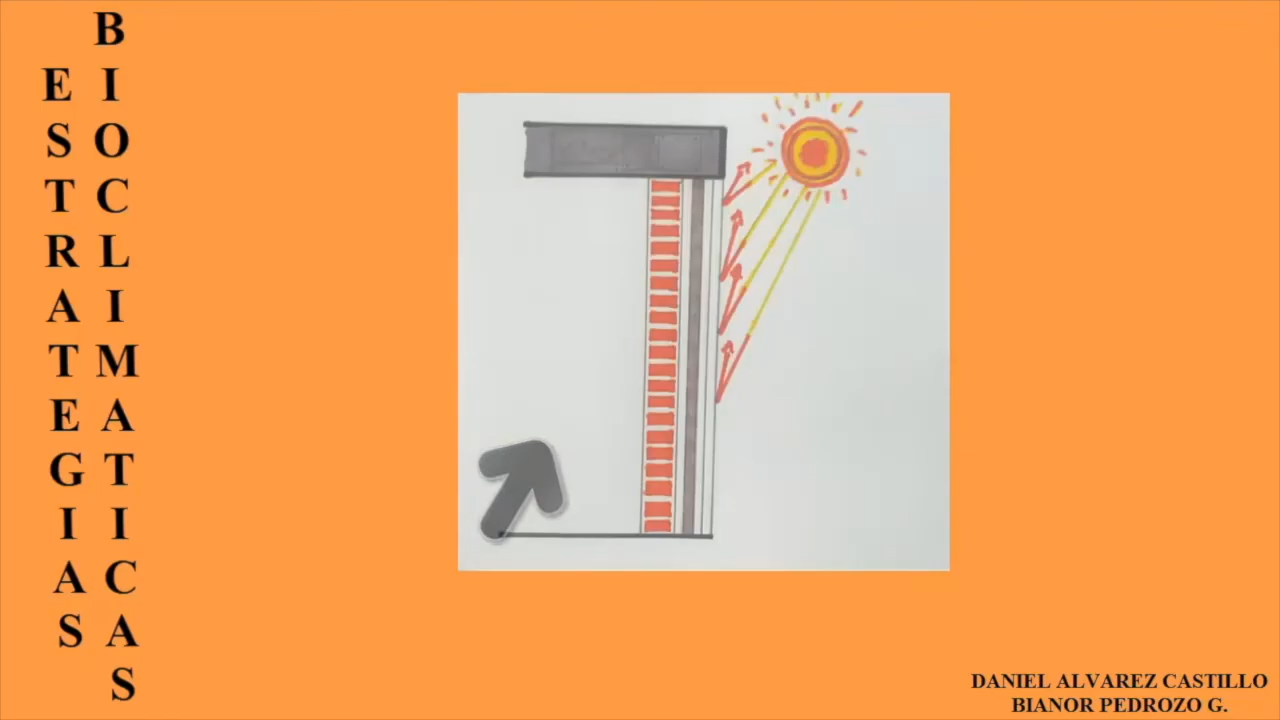 ESTRATEGIAS
BIOCLIMATICAS
DANIEL ALVAREZ CASTILLO
BIANOR PEDROZO G.